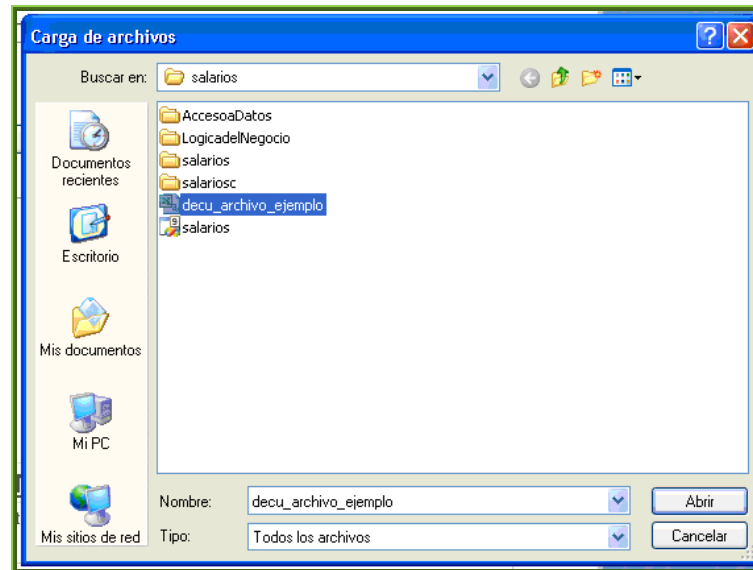 Carga de archivos
Buscar en: salarios
AccesoaDatos
LogicadelNegocio
salarios
salariosc
decu_archivo_ejemplo
salarios
Documentos
recientes
Escritorio
Mis documentos
Mi PC
Mis sitios de red
Nombre: decu_archivo_ejemplo Abrir
Tipo: Todos los archivos Cancelar